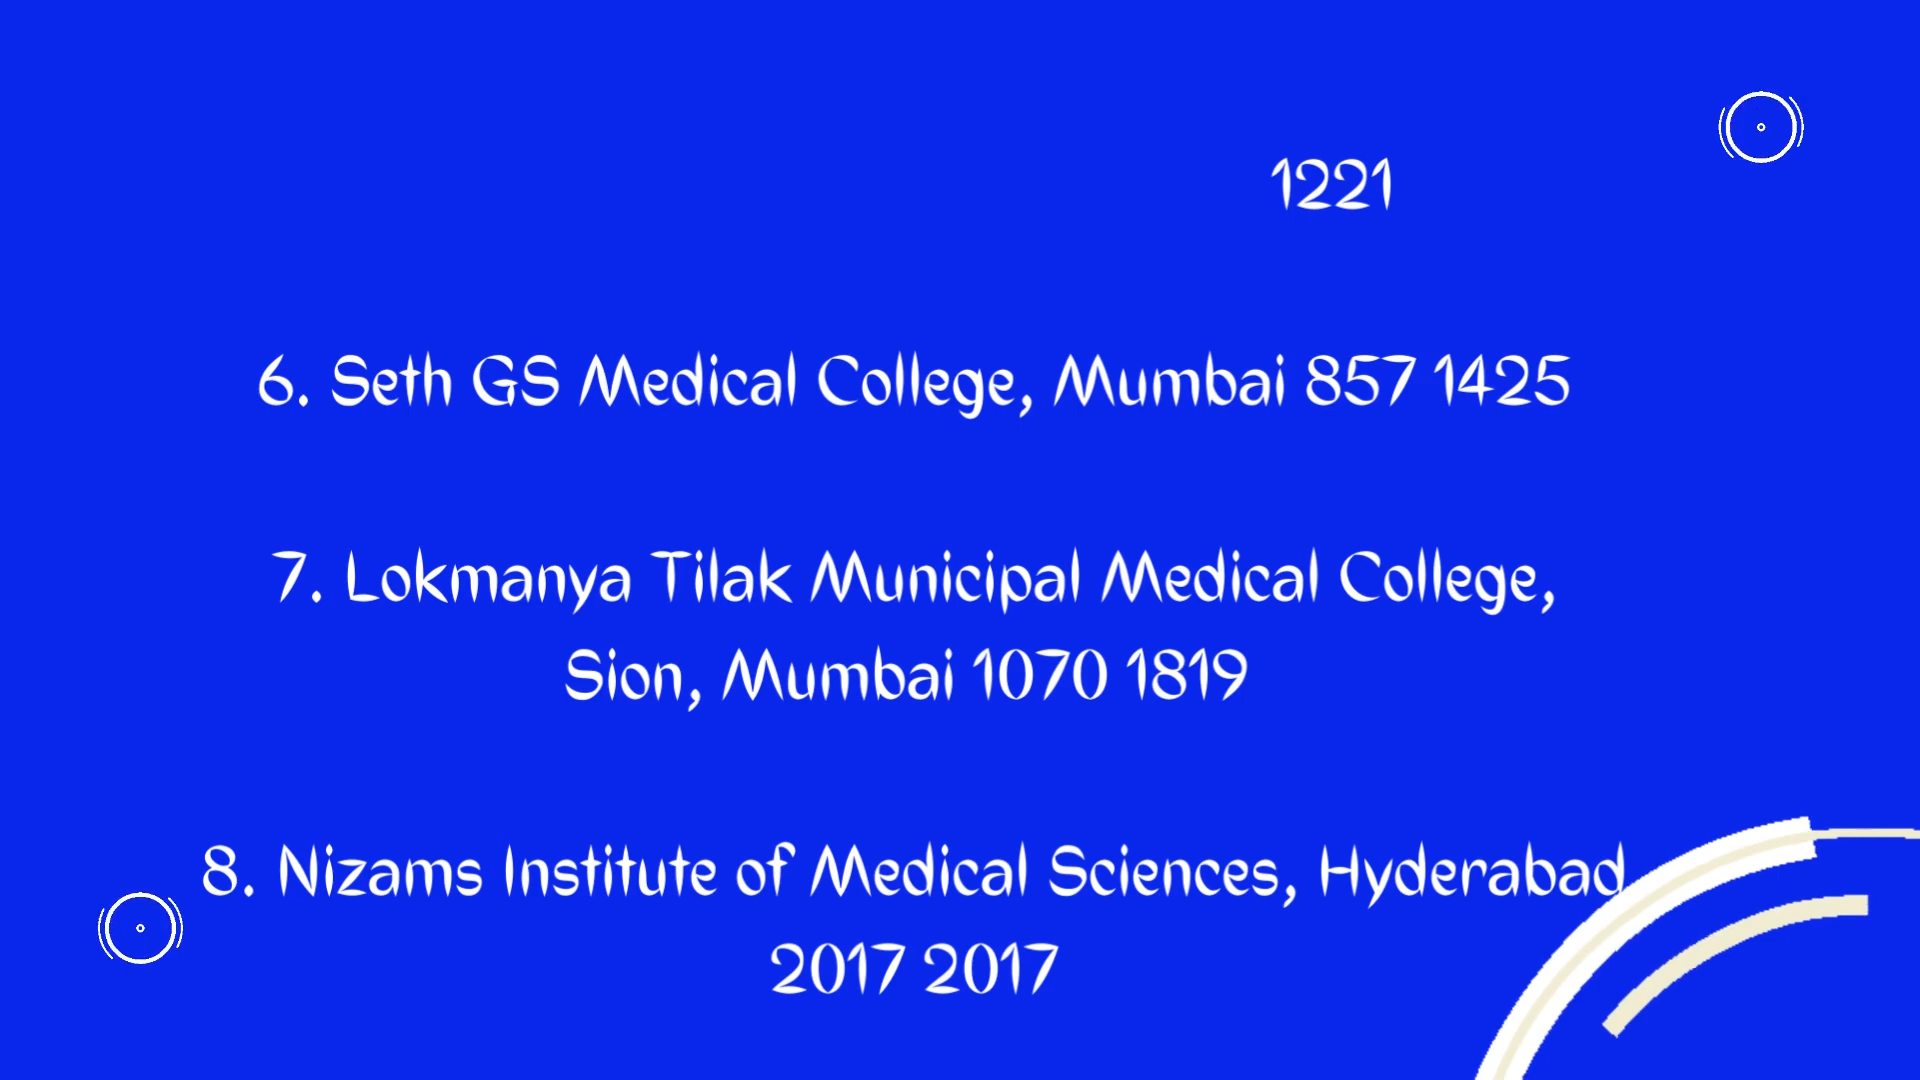 1221
6. Seth GS Medical College, Mumbai 857 1425
7. Lokmanya Tilak Municipal Medical College,
Sion, Mumbai 1070 1819
8. Nizams Institute of Medical Sciences, Hyderabad
2017 2017